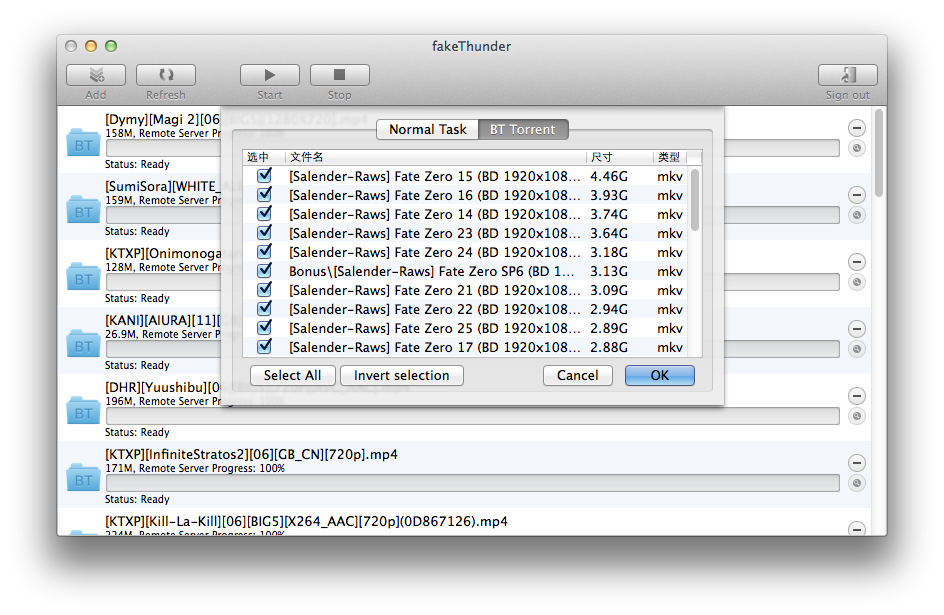 fakeThunder
Add
Refresh
Start
Stop
Sign out
Normal Task
BT Torrent
选中 文件名 尺寸 类型
[Salender-Raws] Fate Zero 15 (BD 1920x108... 4.46G mkv
[Salender-Raws] Fate Zero 16 (BD 1920x108... 3.93G mkv
[Salender-Raws] Fate Zero 14 (BD 1920x108... 3.74G mkv
[Salender-Raws] Fate Zero 23 (BD 1920x108... 3.64G mkv
[Salender-Raws] Fate Zero 24 (BD 1920x108... 3.18G mkv
Bonus\[Salender-Raws] Fate Zero SP6 (BD 1... 3.13G mkv
[Salender-Raws] Fate Zero 21 (BD 1920x108... 3.09G mkv
[Salender-Raws] Fate Zero 22 (BD 1920x108... 2.94G mkv
[Salender-Raws] Fate Zero 25 (BD 1920x108... 2.89G mkv
[Salender-Raws] Fate Zero 17 (BD 1920x108... 2.88G mkv
Select All
Invert selection
Cancel
OK
BT
[Dymy][Magi 2][06][BIG5][1280X720].mp4
158M, Remote Server
Status: Ready
BT
[SumiSora][WHITE_
159M, Remote Server
Status: Ready
BT
[KTXP]
128M, Remote Server
Status: Ready
BT
[KANI][AIURA][11]
26.9M, Remote Server
Status: Ready
BT
[DHR][Yuushibu]
196M, Remote Server Progress: 100%
Status: Ready
BT
[KTXP][InfiniteStratos2][06][GB_CN][720p].mp4
171M, Remote Server Progress: 100%
Status: Ready
[KTXP][Kill-La-Kill][06][BIG5][X264_AAC][720p](0D867126).mp4
224M, Remote Server Progress: 100%